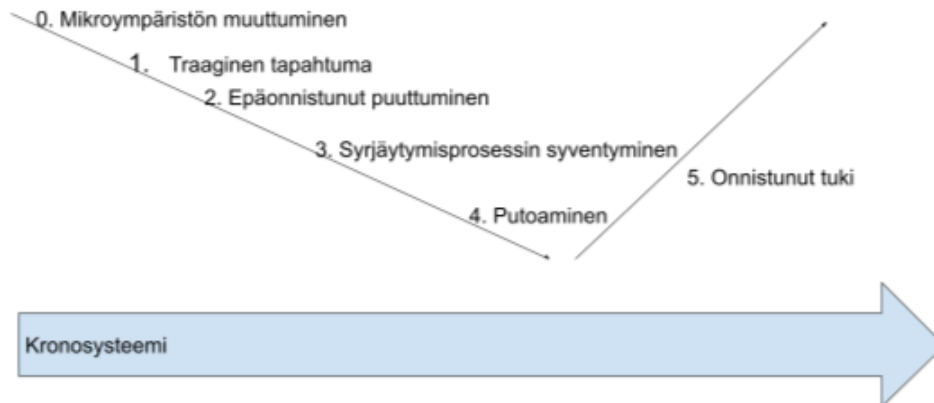 0. Mikroympäristön muuttuminen
1. Traaginen tapahtuma
2. Epäonnistunut puuttuminen
3. Syrjäytymisprosessin syventyminen
5. Onnistunut tuki
4. Putoaminen
Kronosysteemi